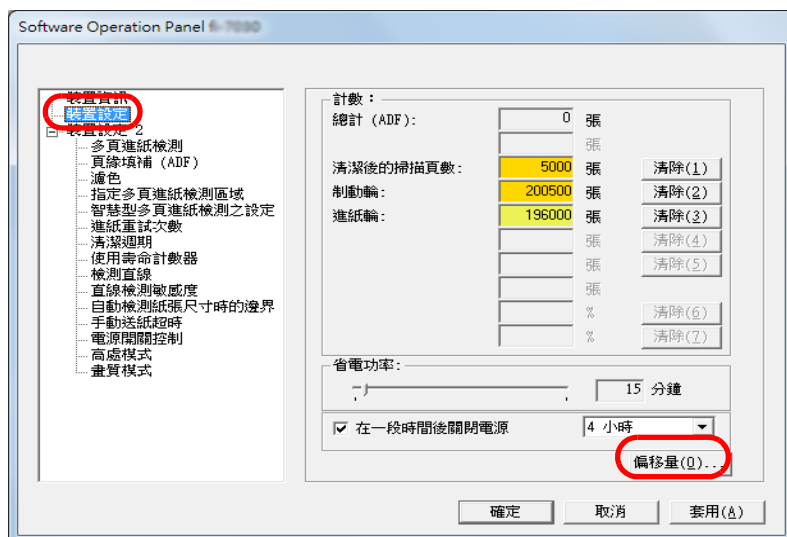 Software Operation Panel
裝置資訊
裝置設定
裝置設定 2
多頁進紙檢測
頁緣填補 (ADF)
濾色
指定多頁進紙檢測區域
智慧型多頁進紙檢測之設定
進紙重試次數
清潔週期
使用壽命計數器
檢測直線
直線檢測敏感度
自動檢測紙張尺寸時的邊界
手動送紙超時
電源開關控制
高處模式
畫質模式
計數：
總計 (ADF): 0 張
張
清潔後的掃描頁數: 5000 張 清除(1)
制動輪: 200500 張 清除(2)
進紙輪: 196000 張 清除(3)
張 清除(4)
張 清除(5)
張
% 清除(6)
% 清除(7)
省電功率:
15 分鐘
在一段時間後關閉電源 4 小時
偏移量(O)...
確定 取消 套用(A)